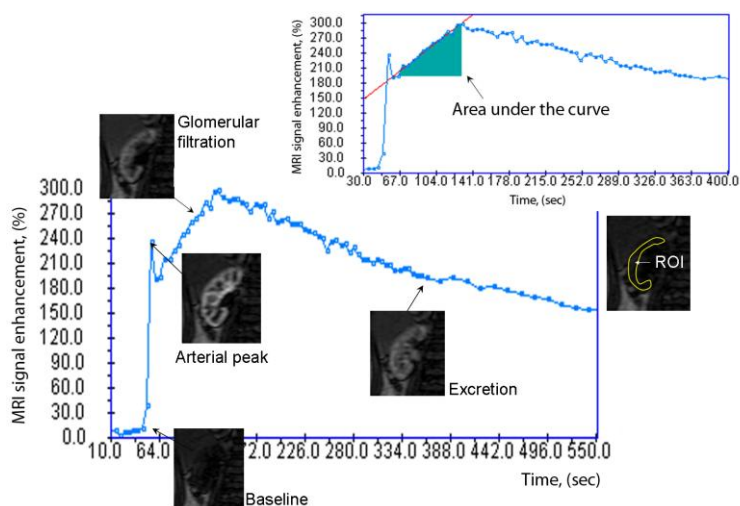 MRI signal enhancement, (%)
300.0
270.0
240.0
210.0
180.0
150.0
120.0
90.0
60.0
30.0
0.0
30.0 67.0 104.0 141.0 178.0 215.0 252.0 289.0 326.0 363.0 400.0
Time, (sec)
Area under the curve
Glomerular
filtration
MRI signal enhancement, (%)
300.0
270.0
240.0
210.0
180.0
150.0
120.0
90.0
60.0
30.0
0.0
Arterial peak
ROI
Excretion
10.0 64.0 72.0 226.0 280.0 334.0 388.0 442.0 496.0 550.0
Time, (sec)
Baseline